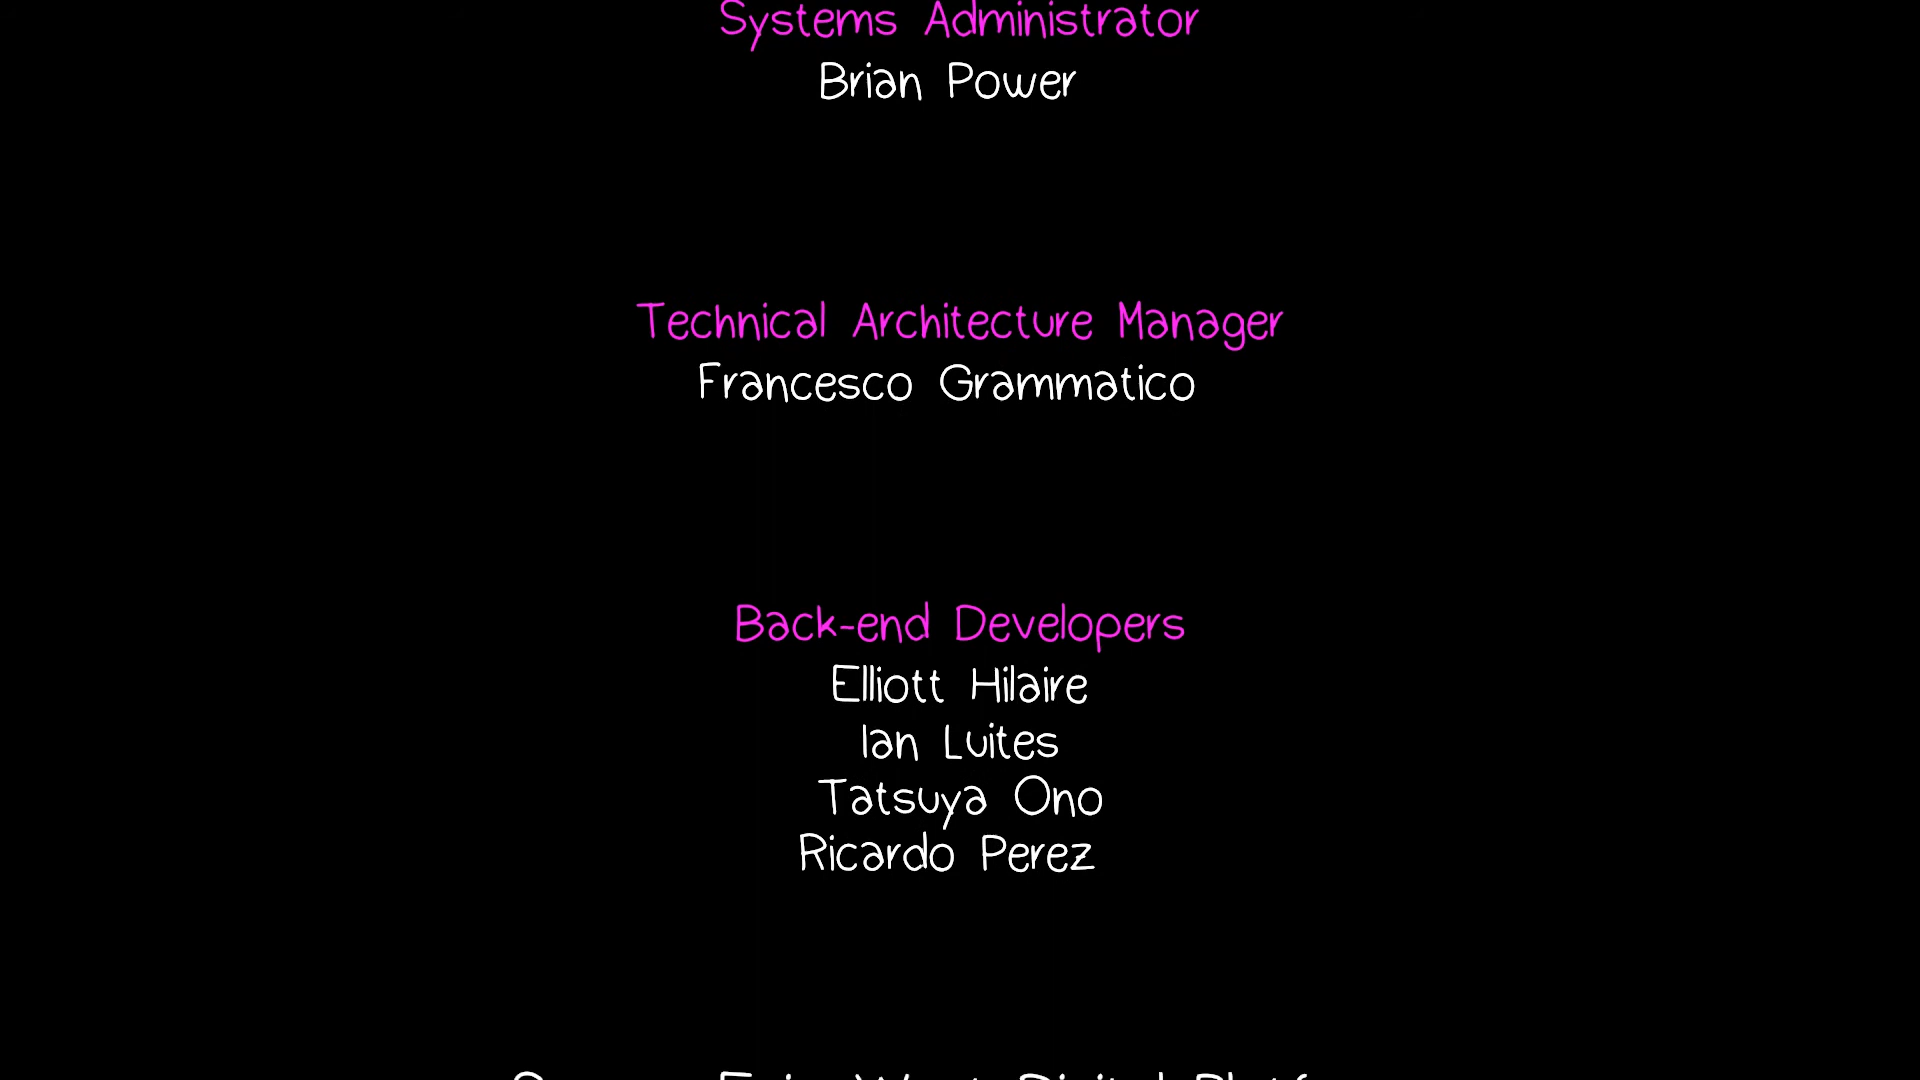 Systems Administrator
Brian Power
Technical Architecture Manager
Francesco Grammatico
Back-end Developers
Elliott Hilaire
Ian Luites
Tatsuya Ono
Ricardo Perez